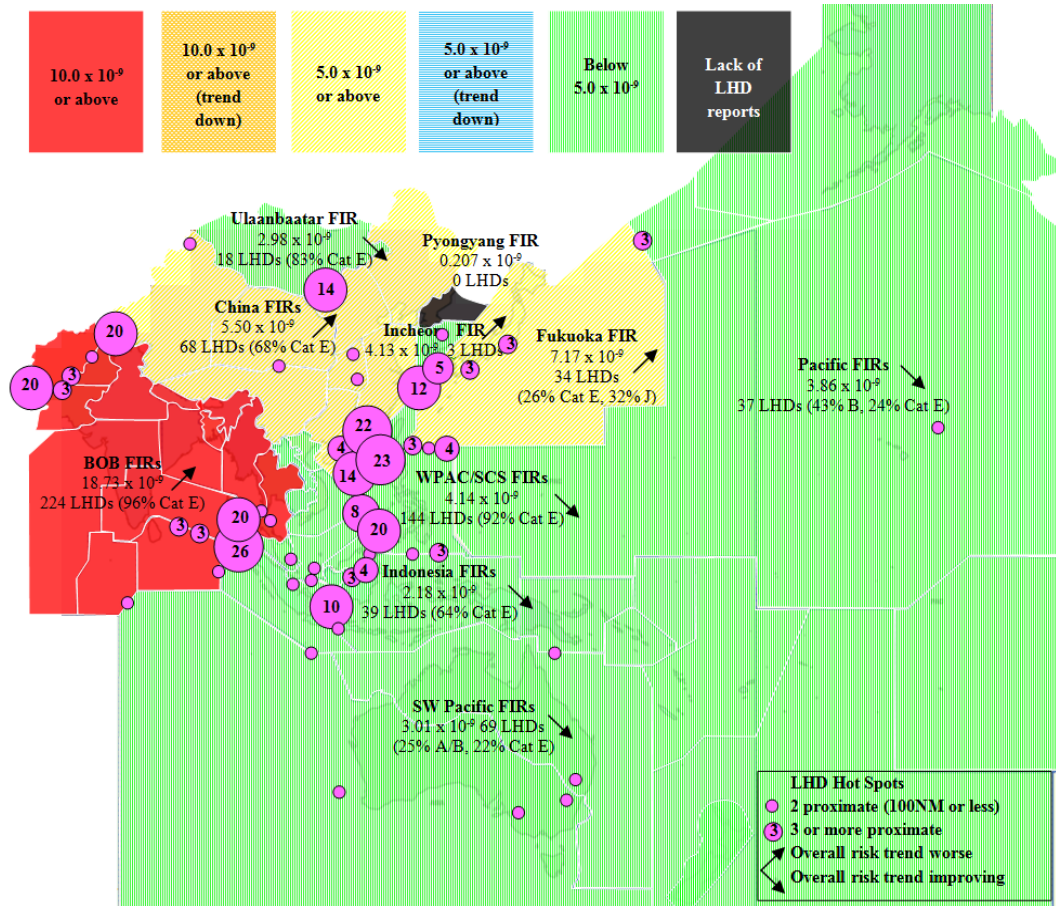 10.0 x 10⁻⁹
or above
10.0 x 10⁻⁹
or above
(trend
down)
5.0 x 10⁻⁹
or above
5.0 x 10⁻⁹
or above
(trend
down)
Below
5.0 x 10⁻⁹
Lack of
LHD
reports
Ulaanbaatar FIR
2.98 x 10⁻⁹
18 LHDs (83% Cat E)
Pyongyang FIR
0.207 x 10⁻⁹
0 LHDs
3
14
China FIRs
5.50 x 10⁻⁹
68 LHDs (68% Cat E)
Incheon FIR
4.13 x 10⁻⁹ 3 LHDs
Fukuoka FIR
7.17 x 10⁻⁹
34 LHDs
(26% Cat E, 32% J)
20
3
5
3
12
20
3
3
Pacific FIRs
3.86 x 10⁻⁹
37 LHDs (43% B, 24% Cat E)
22
4
23
3
4
14
BOB FIRs
18.73 x 10⁻⁹
224 LHDs (96% Cat E)
WPAC/SCS FIRs
4.14 x 10⁻⁹
144 LHDs (92% Cat E)
8
20
20
3
3
26
3
4
3
10
Indonesia FIRs
2.18 x 10⁻⁹
39 LHDs (64% Cat E)
SW Pacific FIRs
3.01 x 10⁻⁹ 69 LHDs
(25% A/B, 22% Cat E)
LHD Hot Spots
2 proximate (100NM or less)
3 3 or more proximate
Overall risk trend worse
Overall risk trend improving